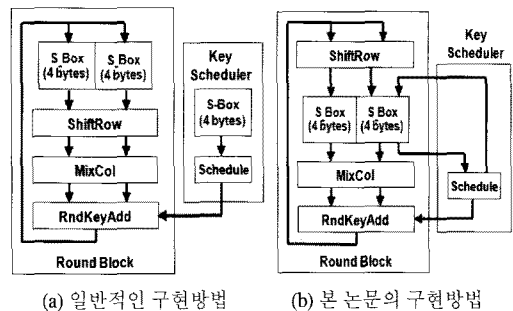 Round Block
S Box
(4 bytes)
S Box
(4 bytes)
ShiftRow
MixCol
RndKeyAdd
Key
Scheduler
S-Box
(4 bytes)
Schedule
(a) 일반적인 구현방법
ShiftRow
S Box
(4 bytes)
S Box
(4 bytes)
MixCol
RndKeyAdd
Round Block
Key
Scheduler
Schedule
(b) 본 논문의 구현방법